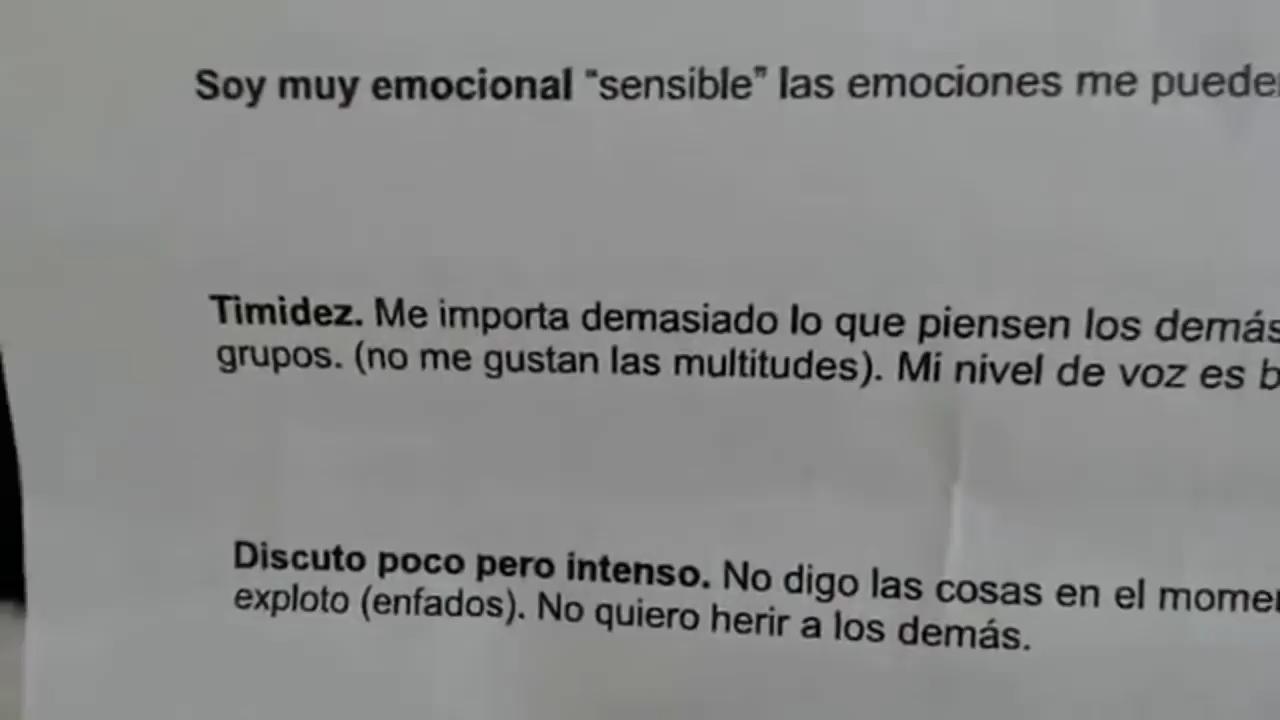 Soy muy emocional “sensible” las emociones me
Timidez. Me importa demasiado lo que piensen los demás
grupos. (no me gustan las multitudes). Mi nivel de voz es
Discuto poco pero intenso. No digo las cosas en el
exploto (enfados). No quiero herir a los demás.